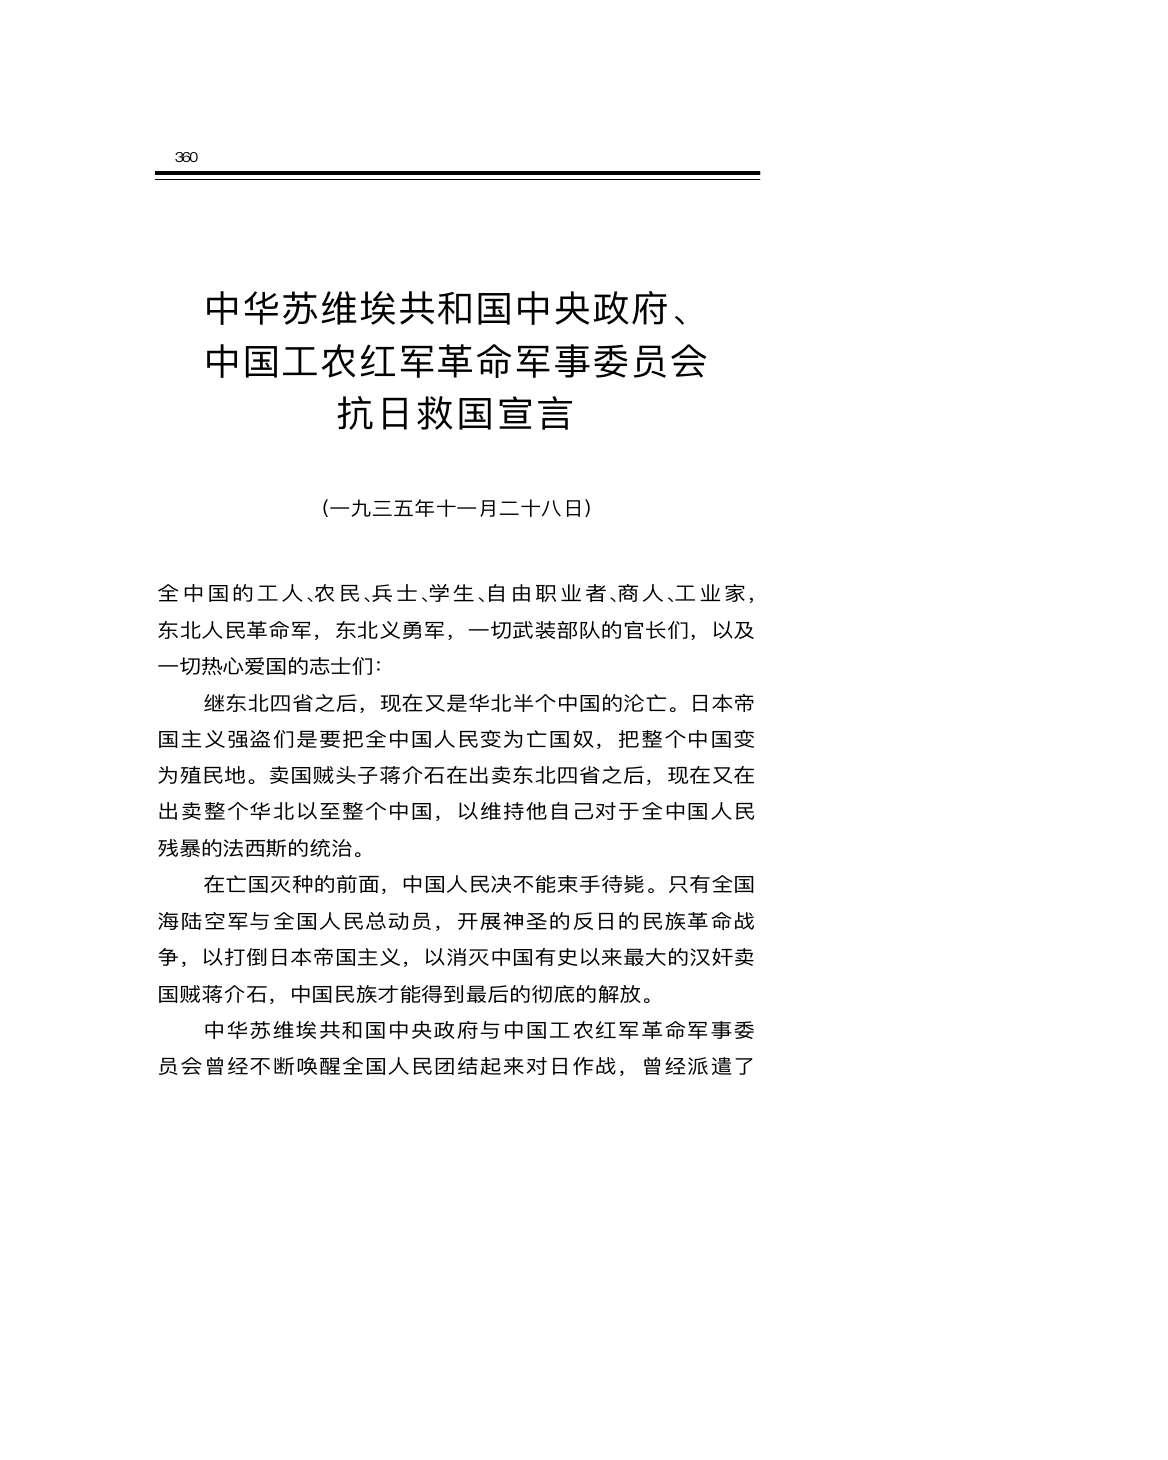 360
中华苏维埃共和国中央政府、
中国工农红军革命军事委员会
抗日救国宣言
（一九三五年十一月二十八日）
全中国的工人、农民、兵士、学生、自由职业者、商人、工业家，
东北人民革命军，东北义勇军，一切武装部队的官长们，以及
一切热心爱国的志士们：
继东北四省之后，现在又是华北半个中国的沦亡。日本帝
国主义强盗们是要把全中国人民变为亡国奴，把整个中国变
为殖民地。卖国贼头子蒋介石在出卖东北四省之后，现在又在
出卖整个华北以至整个中国，以维持他自己对于全中国人民
残暴的法西斯的统治。
在亡国灭种的前面，中国人民决不能束手待毙。只有全国
海陆空军与全国人民总动员，开展神圣的反日的民族革命战
争，以打倒日本帝国主义，以消灭中国有史以来最大的汉奸卖
国贼蒋介石，中国民族才能得到最后的彻底的解放。
中华苏维埃共和国中央政府与中国工农红军革命军事委
员会曾经不断唤醒全国人民团结起来对日作战，曾经派遣了